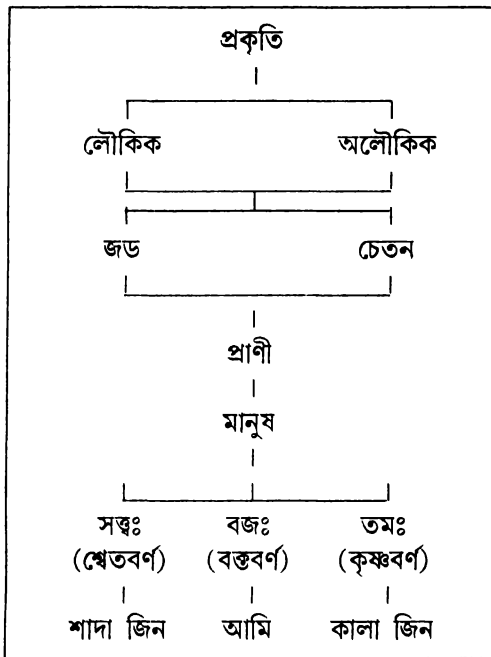 প্রকৃতি
লৌকিক অলৌকিক
জড চেতন
প্রাণী
মানুষ
সত্ত্বঃ বজঃ তমঃ
(শ্বেতবর্ণ) (বক্তবর্ণ) (কৃষ্ণবর্ণ)
শাদা জিন আমি কালা জিন